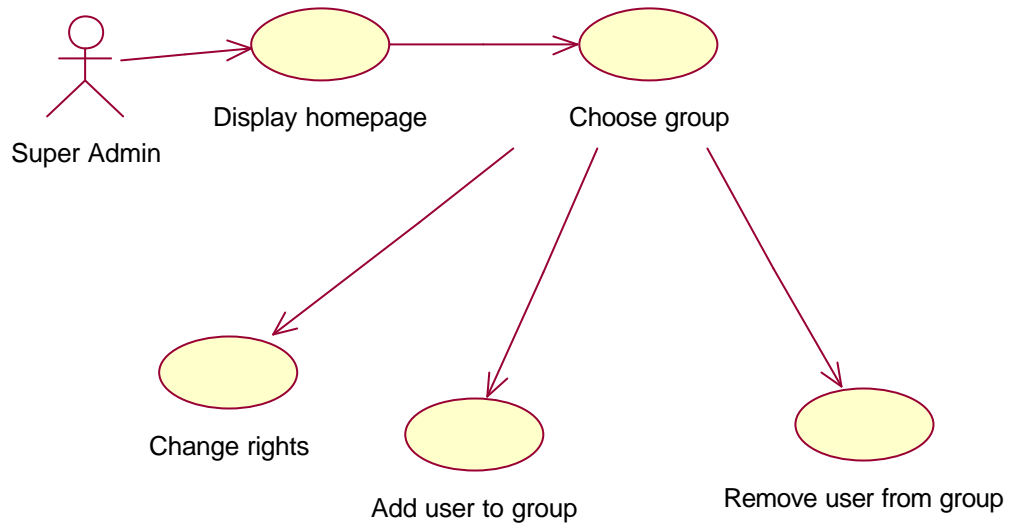 Display homepage
Choose group
Super Admin
Change rights
Add user to group
Remove user from group